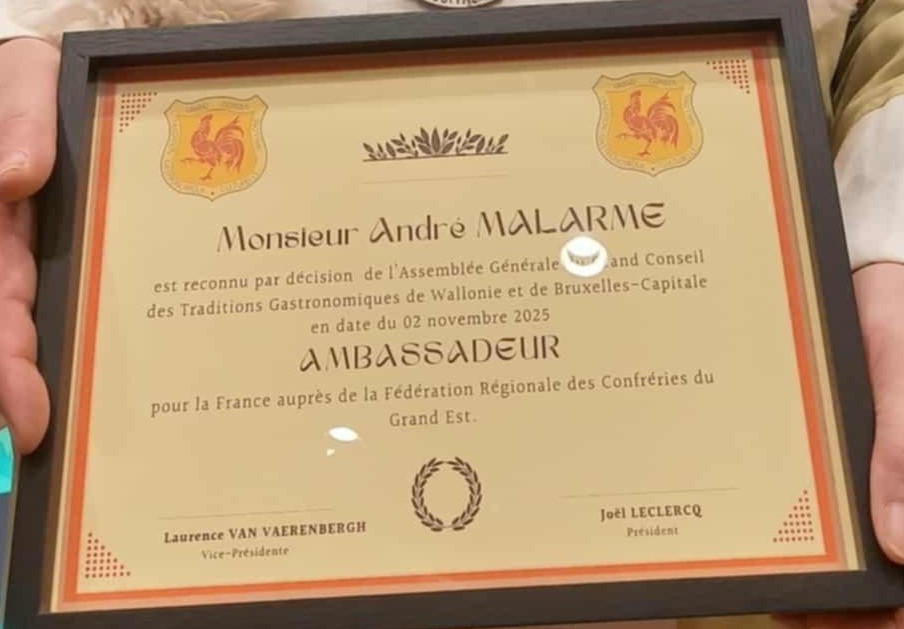 Monsieur André MALARME
est reconnu par décision de l'Assemblée Générale and Conseil
des Traditions Gastronomiques de Wallonie et de Bruxelles-Capitale
en date du 02 novembre 2025
AMBASSADEUR
pour la France auprès de la Fédération Régionale des Confréries du
Grand Est.
Laurence VAN VAERENBERGH
Vice-Présidente
Joël LECLERCQ
Président